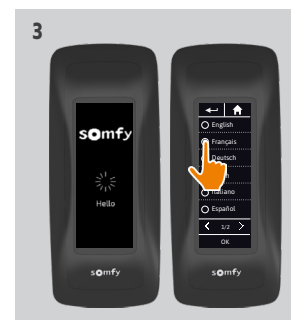 3
somfy
Hello
somfy
English
Français
Deutsch
Italiano
Español
1/2
OK
somfy